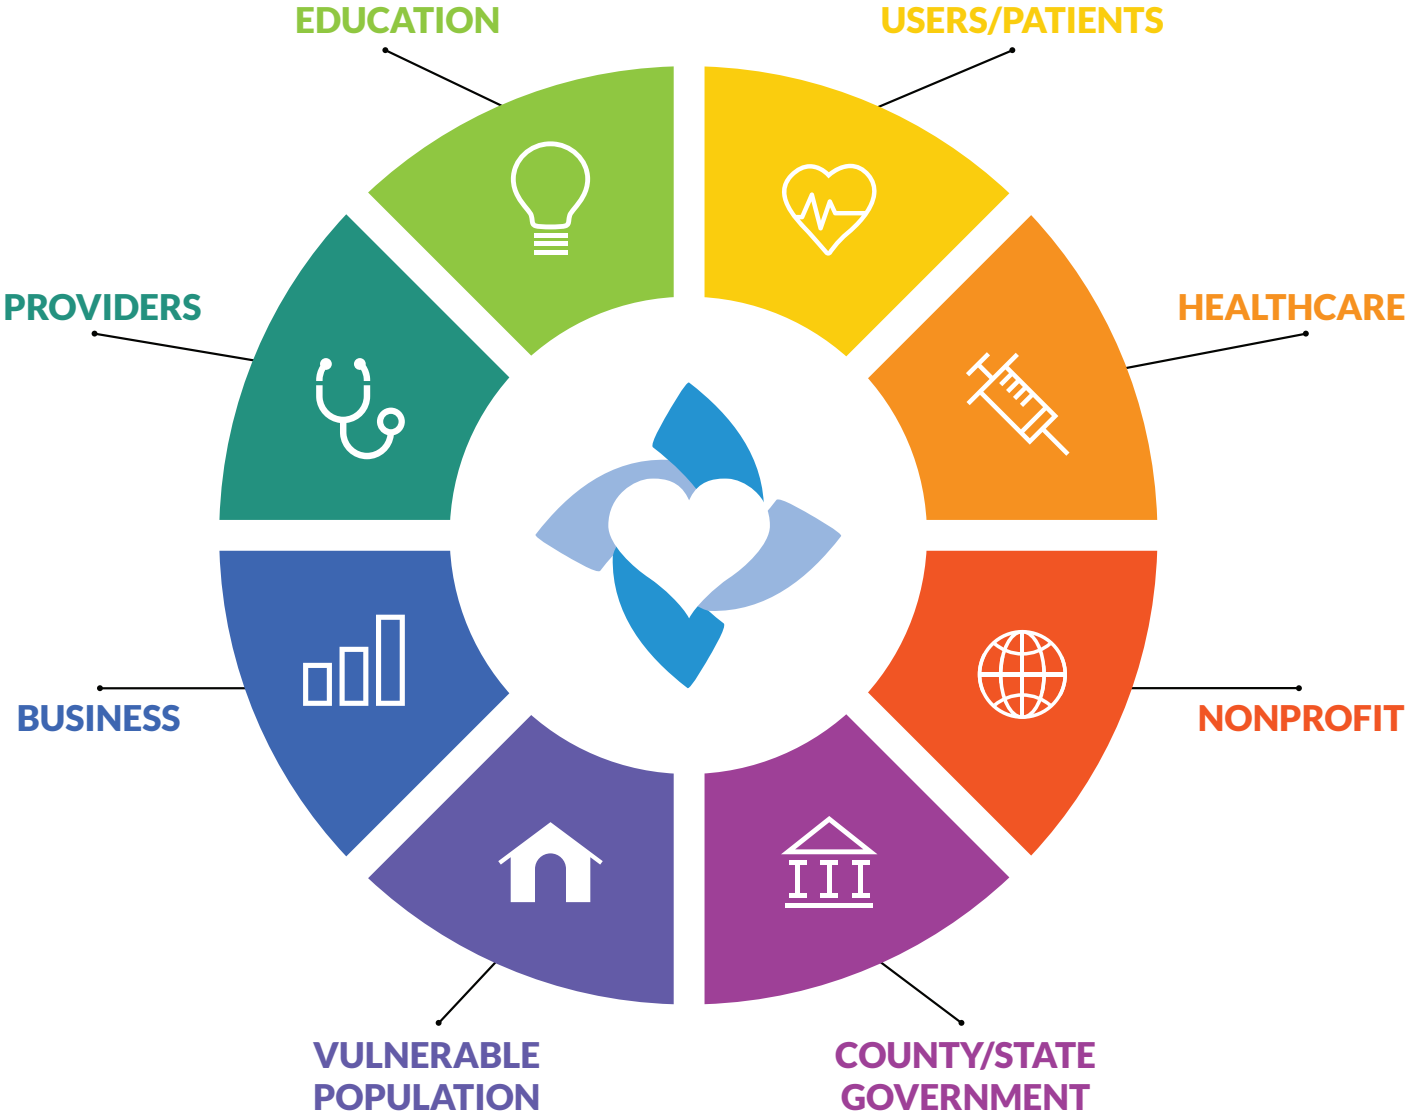 EDUCATION
USERS/PATIENTS
PROVIDERS
HEALTHCARE
BUSINESS
NONPROFIT
VULNERABLE
POPULATION
COUNTY/STATE
GOVERNMENT